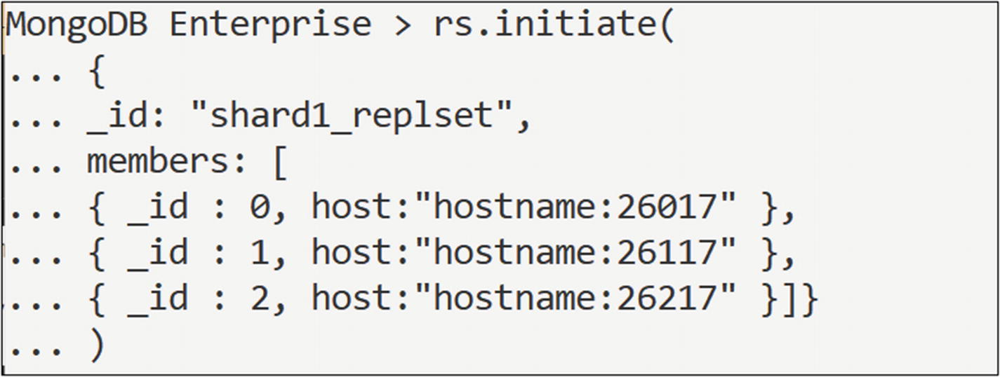 MongoDB Enterprise > rs.initiate(
... {
... _id: "shard1_replset",
... members: [
... { _id : 0, host:"hostname:26017" },
... { _id : 1, host:"hostname:26117" },
... { _id : 2, host:"hostname:26217" }]}
... )